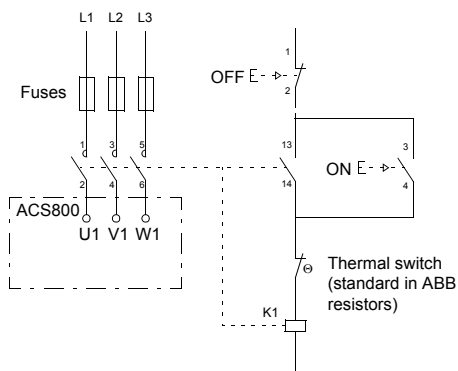 L1 L2 L3
1
OFF
2
Fuses
1 3 5
13
3
ON
2 4 6
14
4
ACS800
U1 V1 W1
Θ
Thermal switch
(standard in ABB
resistors)
K1